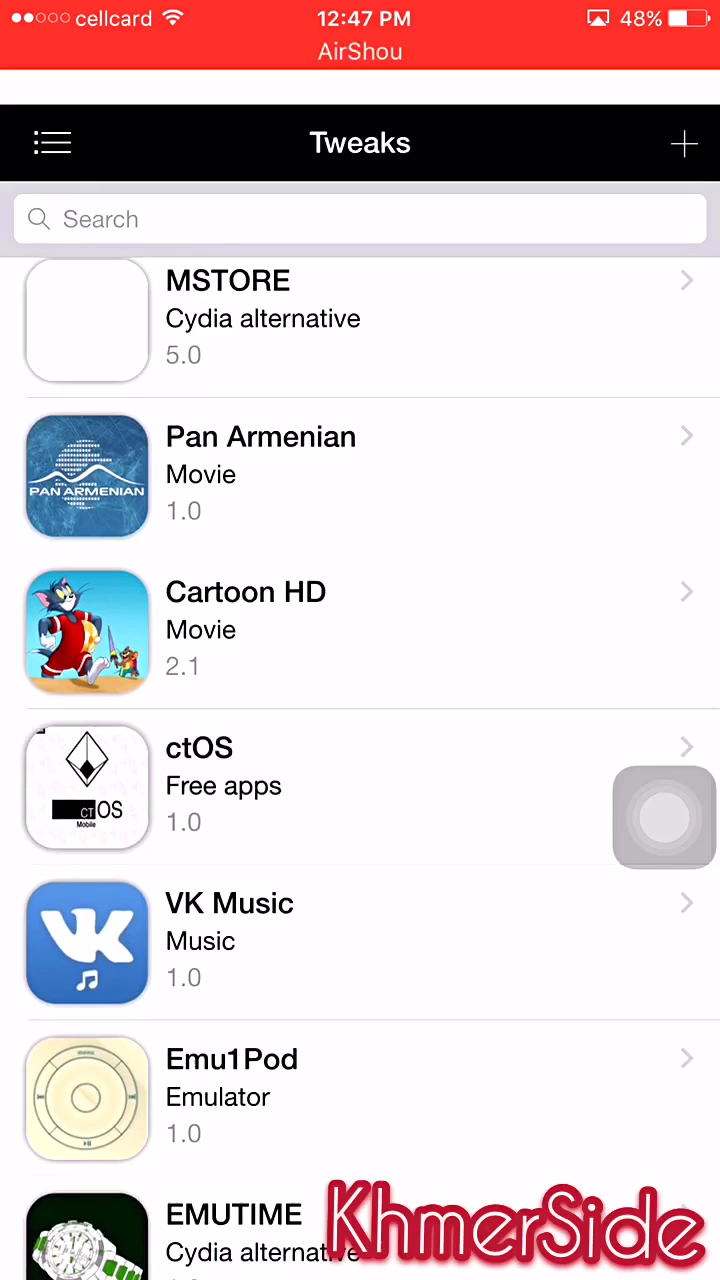 cellcard 12:47 PM 48%
AirShou
Tweaks
Search
MSTORE
Cydia alternative
5.0
PAN ARMENIAN
Pan Armenian
Movie
1.0
Cartoon HD
Movie
2.1
CTOS
Mobile
ctOS
Free apps
1.0
VK Music
Music
1.0
menu
Emu1Pod
Emulator
1.0
EMUTIME
Cydia alternative
KhmerSide